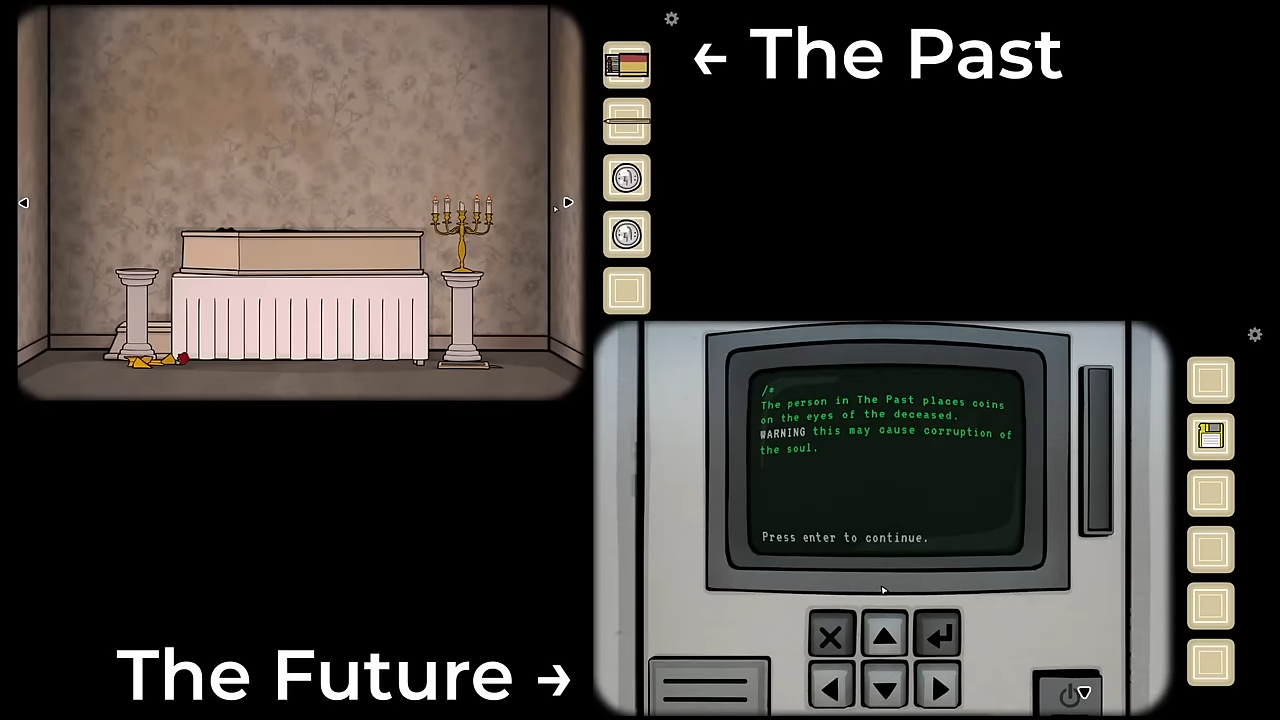 ← The Past
/*
The person in The Past places coins
on the eyes of the deceased.
WARNING this may cause corruption of
the soul.
Press enter to continue.
The Future →